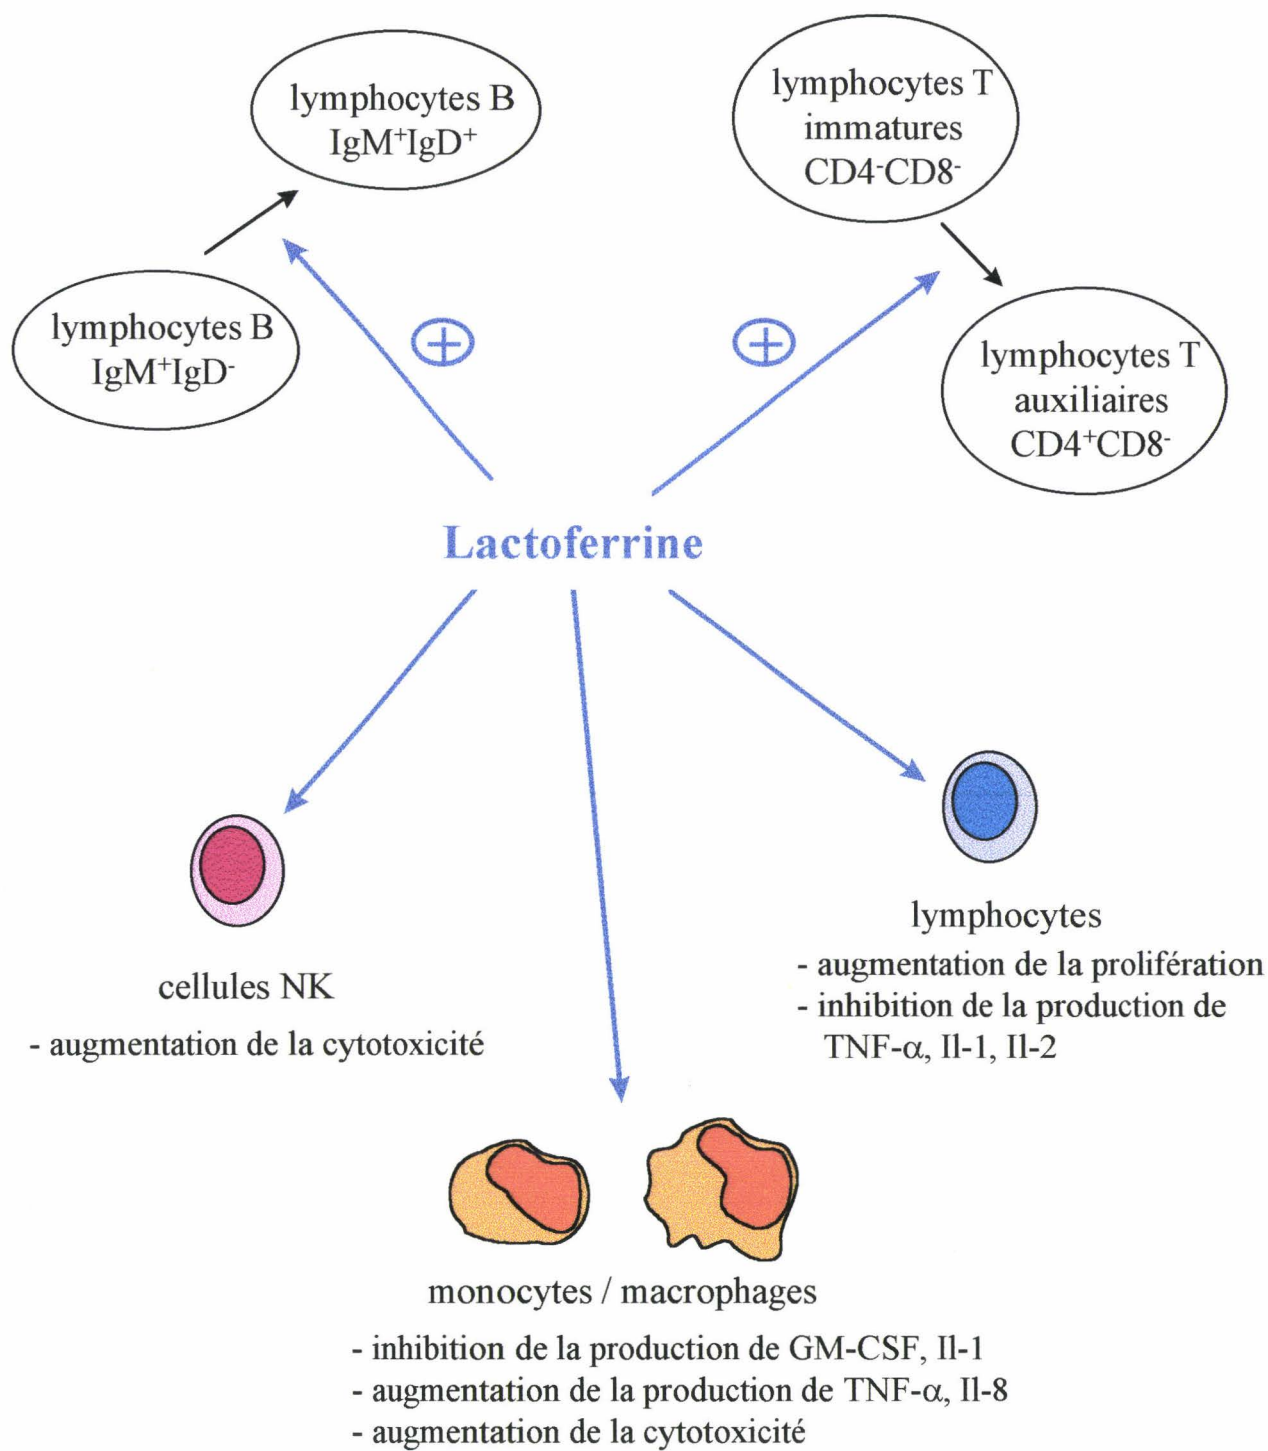 lymphocytes B
IgM⁺IgD⁺
lymphocytes T
immatures
CD4⁻CD8⁻
lymphocytes B
IgM⁺IgD⁻
+
+
lymphocytes T
auxiliaires
CD4⁺CD8⁻
Lactoferrine
lymphocytes
- augmentation de la prolifération
- inhibition de la production de
TNF-α, Il-1, Il-2
cellules NK
- augmentation de la cytotoxicité
monocytes / macrophages
- inhibition de la production de GM-CSF, Il-1
- augmentation de la production de TNF-α, Il-8
- augmentation de la cytotoxicité